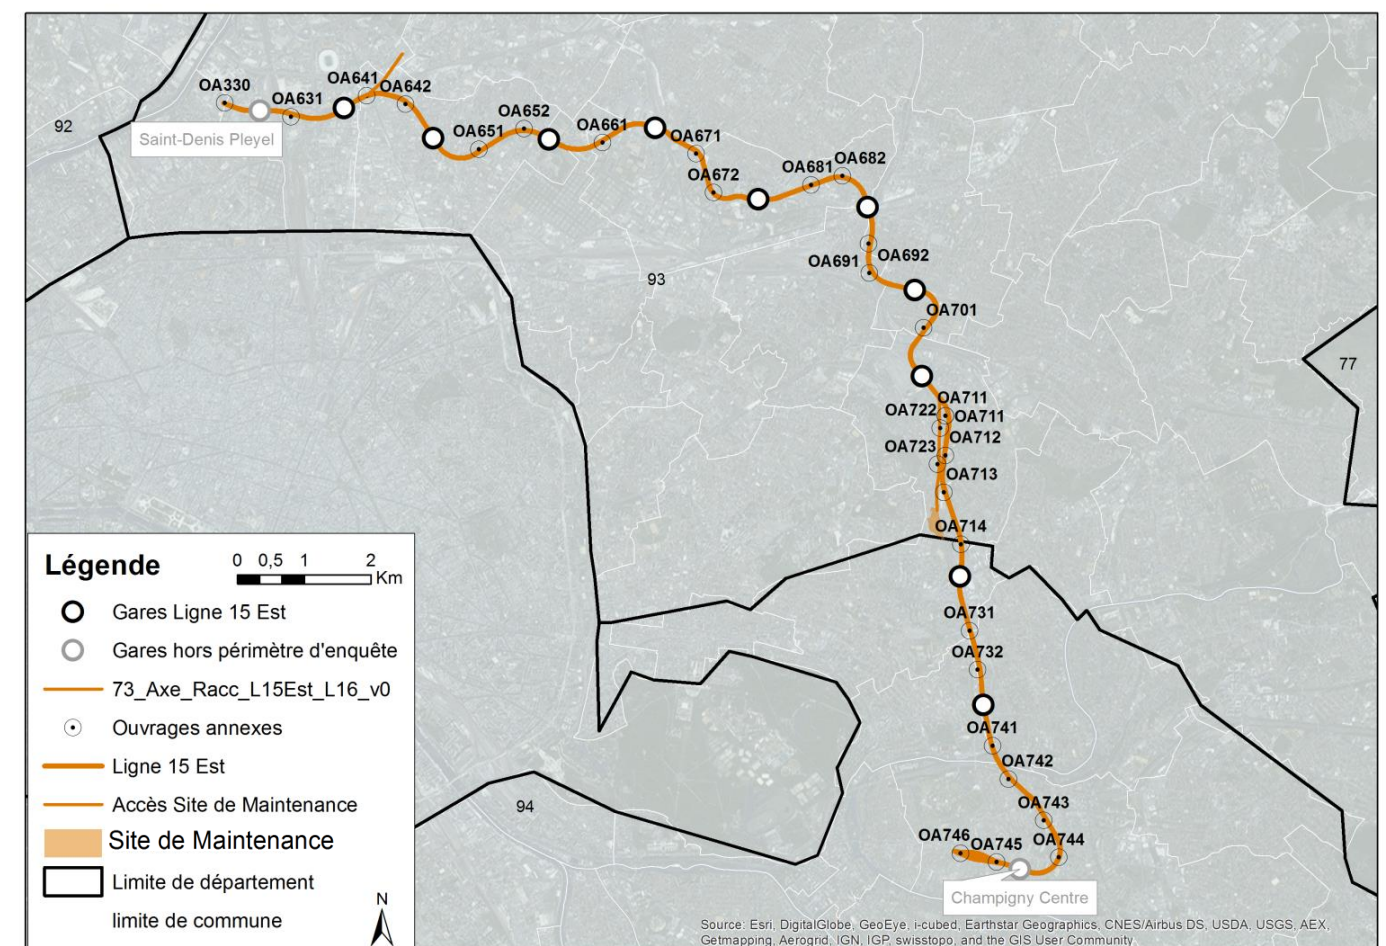 OA330
OA631
OA641
OA642
92
Saint-Denis Pleyel
OA651
OA652
OA661
OA671
OA672
OA681
OA682
OA691
OA692
93
OA701
77
OA711
OA722
OA711
OA712
OA723
OA713
OA714
OA731
OA732
OA741
OA742
OA743
OA744
OA745
OA746
94
Champigny Centre
Légende
0 0,5 1 2
Km
Gares Ligne 15 Est
Gares hors périmètre d'enquête
73_Axe_Racc_L15Est_L16_v0
Ouvrages annexes
Ligne 15 Est
Accès Site de Maintenance
Site de Maintenance
Limite de département
limite de commune
N
Source: Esri, DigitalGlobe, GeoEye, i-cubed, Earthstar Geographics, CNES/Airbus DS, USDA, USGS, AEX,
Getmapping, Aerogrid, IGN, IGP, swisstopo, and the GIS User Community